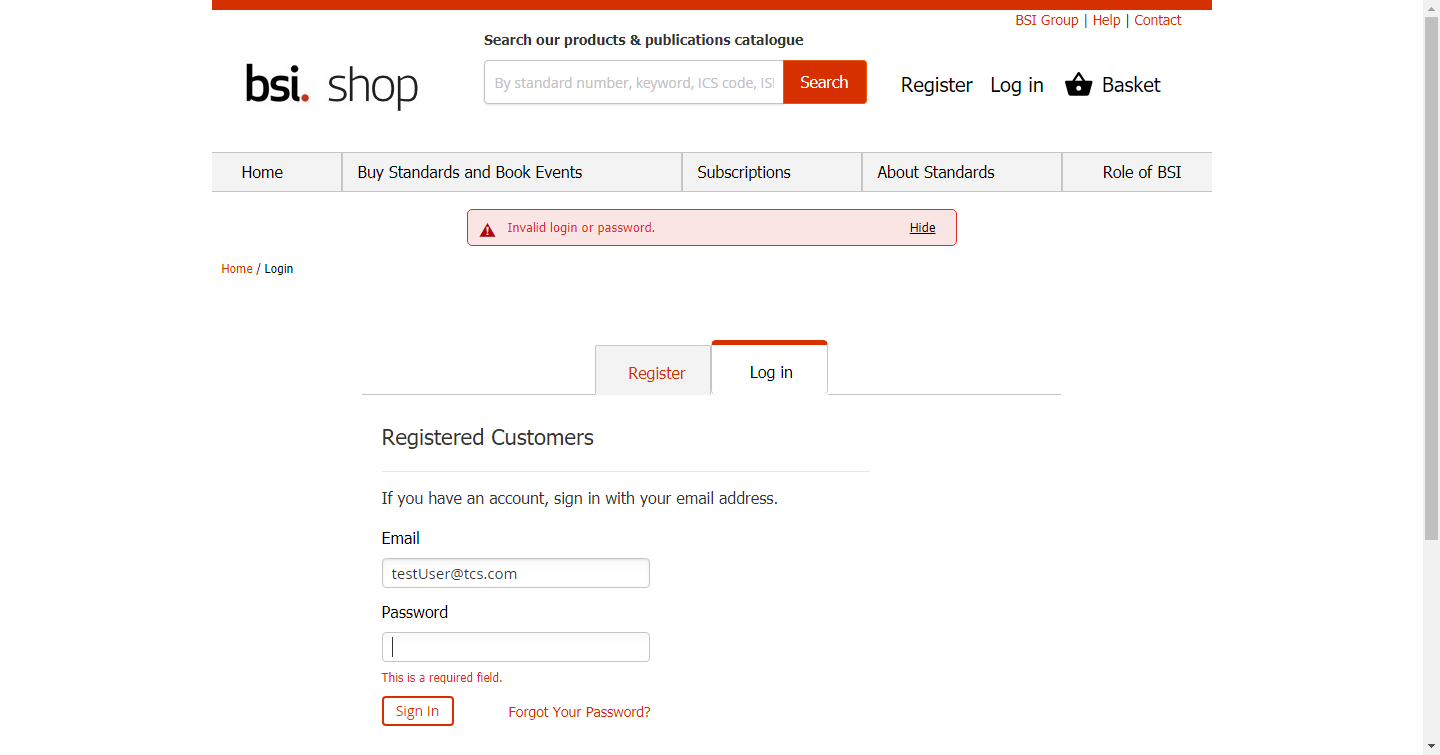 BSI Group | Help | Contact
Search our products & publications catalogue
bsi. shop
By standard number, keyword, ICS code, ISI
Search
Register
Log in
Basket
Home
Buy Standards and Book Events
Subscriptions
About Standards
Role of BSI
Invalid login or password.
Hide
Home / Login
Register
Log in
Registered Customers
If you have an account, sign in with your email address.
Email
testUser@tcs.com
Password
This is a required field.
Sign In
Forgot Your Password?